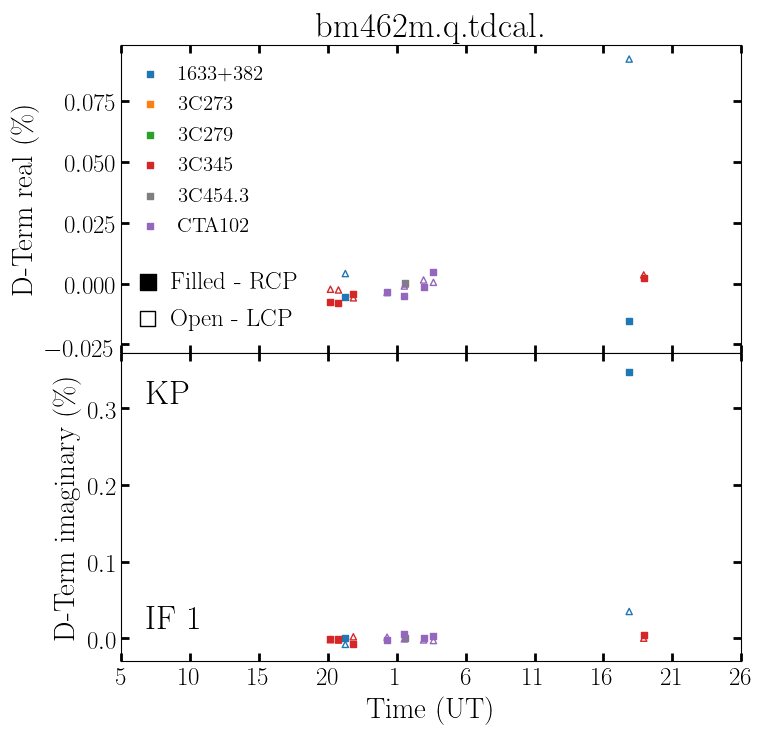 bm462m.q.tdcal.
D-Term real (%)
0.075
0.050
0.025
0.000
−0.025
1633+382
3C273
3C279
3C345
3C454.3
CTA102
Filled - RCP
Open - LCP
D-Term imaginary (%)
0.3
0.2
0.1
0.0
KP
IF 1
5 10 15 20 1 6 11 16 21 26
Time (UT)